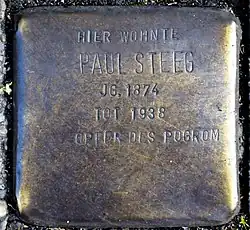 HIER WOHNTE
PAUL STEEG
JG. 1874
TOT 1938
OPFER DES POGROM